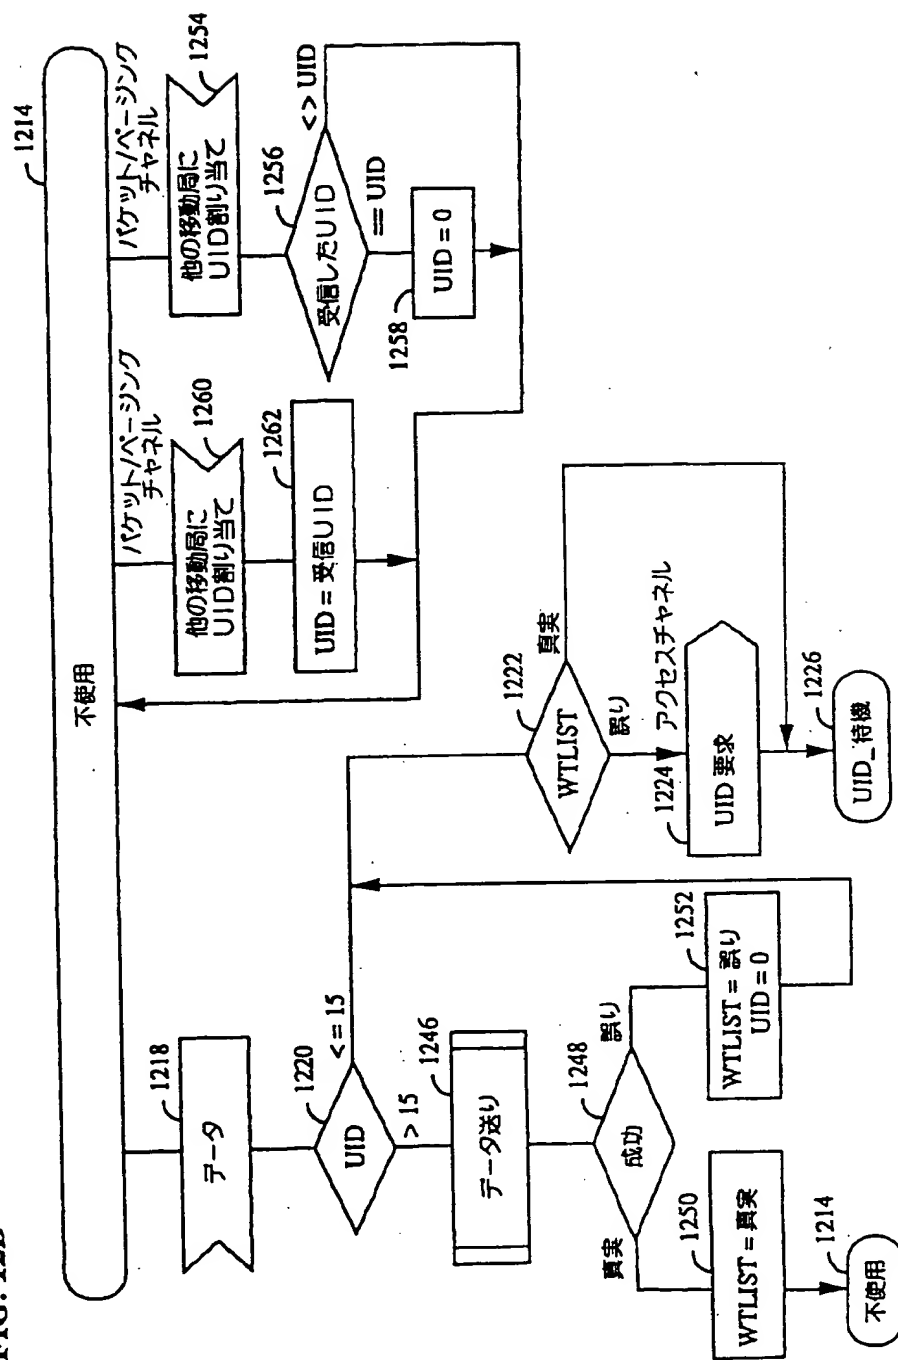 FIG. 12B
1214
不使用
パケット/ページング
チャネル
1254
他の移動局に
UID割り当て
1256
受信したUID
<> UID
== UID
1258
UID = 0
パケット/ページング
チャネル
1260
他の移動局に
UID割り当て
1262
UID = 受信UID
1218
データ
1220
UID
<= 15
> 15
1246
データ送り
1248
成功
真実
誤り
1250
WTLIST = 真実
1214
不使用
1252
WTLIST = 誤り
UID = 0
1222
WTLIST
真実
誤り
アクセスチャネル
1224
UID 要求
1226
UID_待機